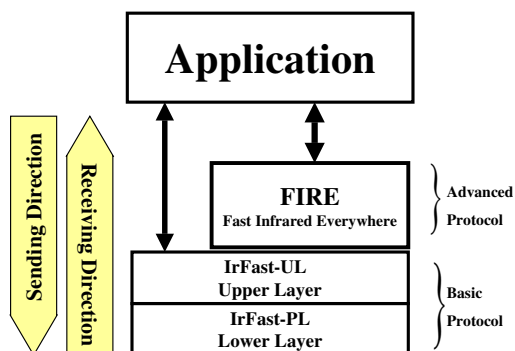 Application
Sending Direction
Receiving Direction
FIRE
Fast Infrared Everywhere
Advanced
Protocol
IrFast-UL
Upper Layer
IrFast-PL
Lower Layer
Basic
Protocol